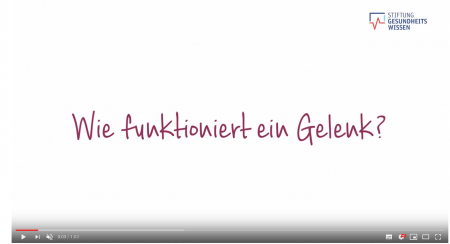 STIFTUNG
GESUNDHEITS
WISSEN
Wie funktioniert ein Gelenk?